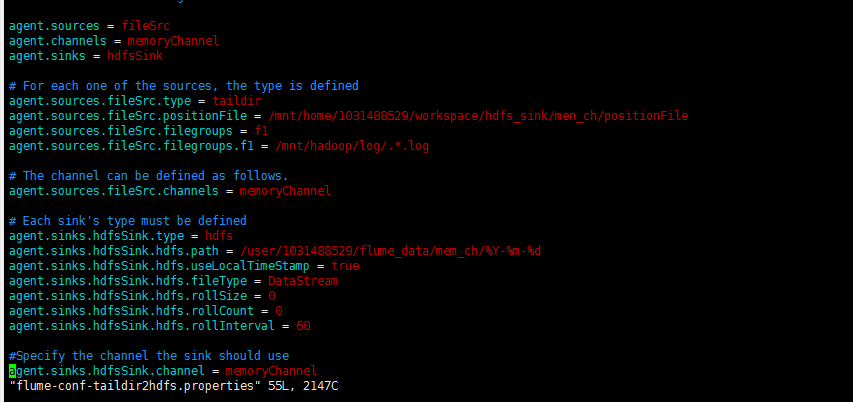 agent.sources = fileSrc
agent.channels = memoryChannel
agent.sinks = hdfsSink
# For each one of the sources, the type is defined
agent.sources.fileSrc.type = taildir
agent.sources.fileSrc.positionFile = /mnt/home/1031488529/workspace/hdfs_sink/men_ch/positionFile
agent.sources.fileSrc.filegroups = f1
agent.sources.fileSrc.filegroups.f1 = /mnt/hadoop/log/.*.log
# The channel can be defined as follows.
agent.sources.fileSrc.channels = memoryChannel
# Each sink's type must be defined
agent.sinks.hdfsSink.type = hdfs
agent.sinks.hdfsSink.hdfs.path = /user/1031488529/flume_data/mem_ch/%Y-%m-%d
agent.sinks.hdfsSink.hdfs.useLocalTimeStamp = true
agent.sinks.hdfsSink.hdfs.fileType = DataStream
agent.sinks.hdfsSink.hdfs.rollSize = 0
agent.sinks.hdfsSink.hdfs.rollCount = 0
agent.sinks.hdfsSink.hdfs.rollInterval = 60
#Specify the channel the sink should use
agent.sinks.hdfsSink.channel = memoryChannel
"flume-conf-taildir2hdfs.properties" 55L, 2147C